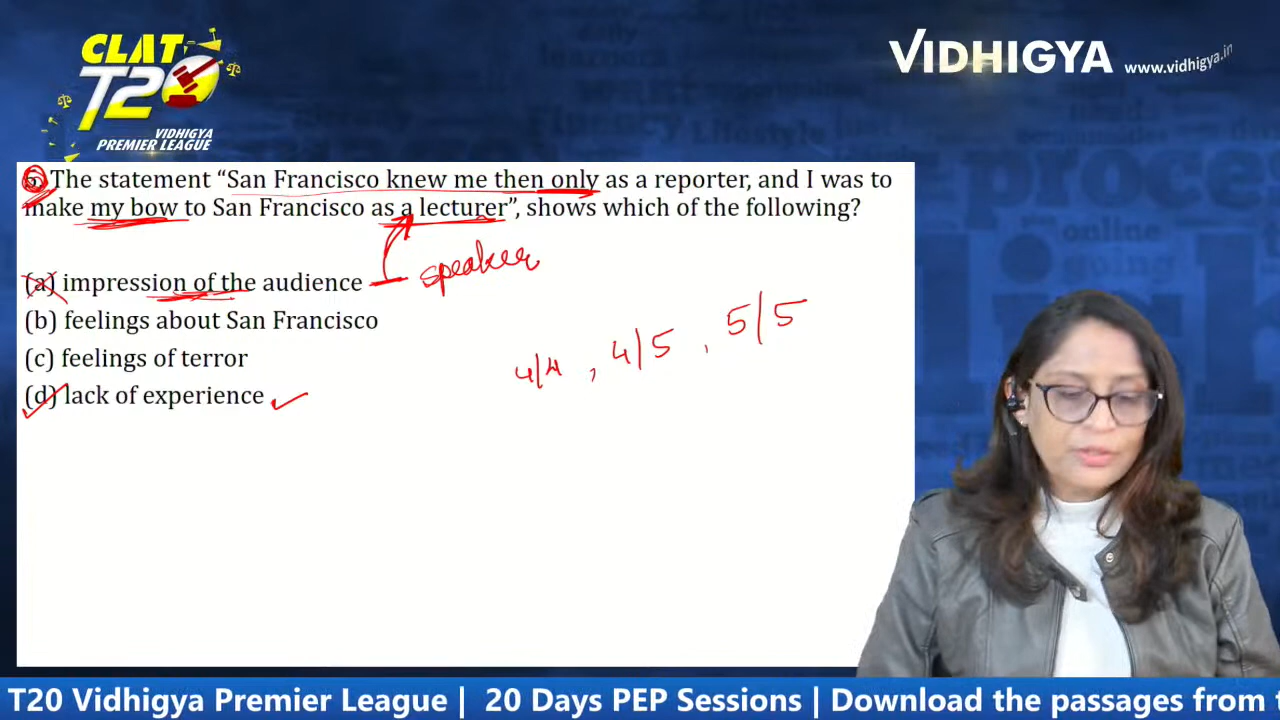 CLAT
T20
VIDHIGYA
PREMIER LEAGUE
VIDHIGYA www.vidhigya.in
5. The statement “San Francisco knew me then only as a reporter, and I was to
make my bow to San Francisco as a lecturer”, shows which of the following?
(a) impression of the audience
speaker
(b) feelings about San Francisco
(c) feelings of terror
(d) lack of experience
4/4 , 4/5 , 5/5
T20 Vidhigya Premier League | 20 Days PEP Sessions | Download the passages from t